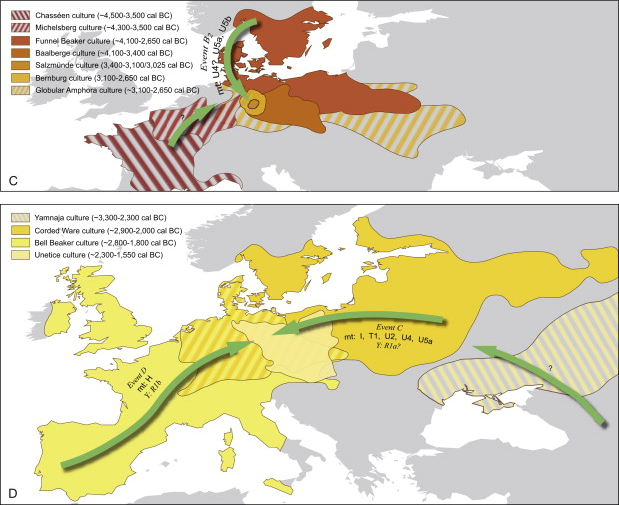 Chasséen culture (~4,500-3,500 cal BC)
Michelsberg culture (~4,300-3,500 cal BC)
Funnel Beaker culture (~4,100-2,650 cal BC)
Baalberge culture (~4,100-3,400 cal BC)
Salzmünde culture (3,400-3,100/3,025 cal BC)
Bernburg culture (3,100-2,650 cal BC)
Globular Amphora culture (~3,100-2,650 cal BC)
Event B2
mt: U4?, U5a, U5b
?
C
Yamnaja culture (~3,300-2,300 cal BC)
Corded Ware culture (~2,900-2,000 cal BC)
Bell Beaker culture (~2,800-1,800 cal BC)
Unetice culture (~2,300-1,550 cal BC)
Event C
mt: I, T1, U2, U4, U5a
Y: R1a?
Event D
mt: H
Y: R1b
?
D